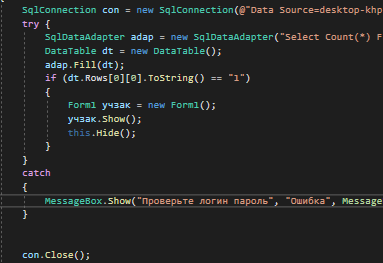 SqlConnection con = new SqlConnection(@"Data Source=desktop-khp
try {
SqlDataAdapter adap = new SqlDataAdapter("Select Count(*) F
DataTable dt = new DataTable();
adap.Fill(dt);
if (dt.Rows[0][0].ToString() == "1")
{
Form1 учзак = new Form1();
учзак.Show();
this.Hide();
}
}
catch
{
MessageBox.Show("Проверьте логин пароль", "Ошибка", Message
}
con.Close();